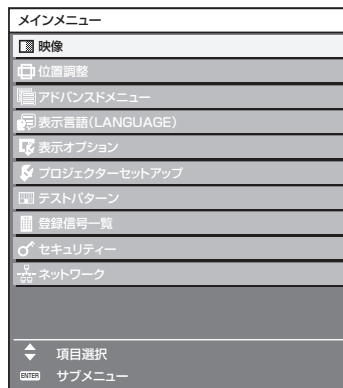 メインメニュー
映像
位置調整
アドバンスドメニュー
表示言語(LANGUAGE)
表示オプション
プロジェクターセットアップ
テストパターン
登録信号一覧
セキュリティー
ネットワーク
項目選択
ENTER サブメニュー